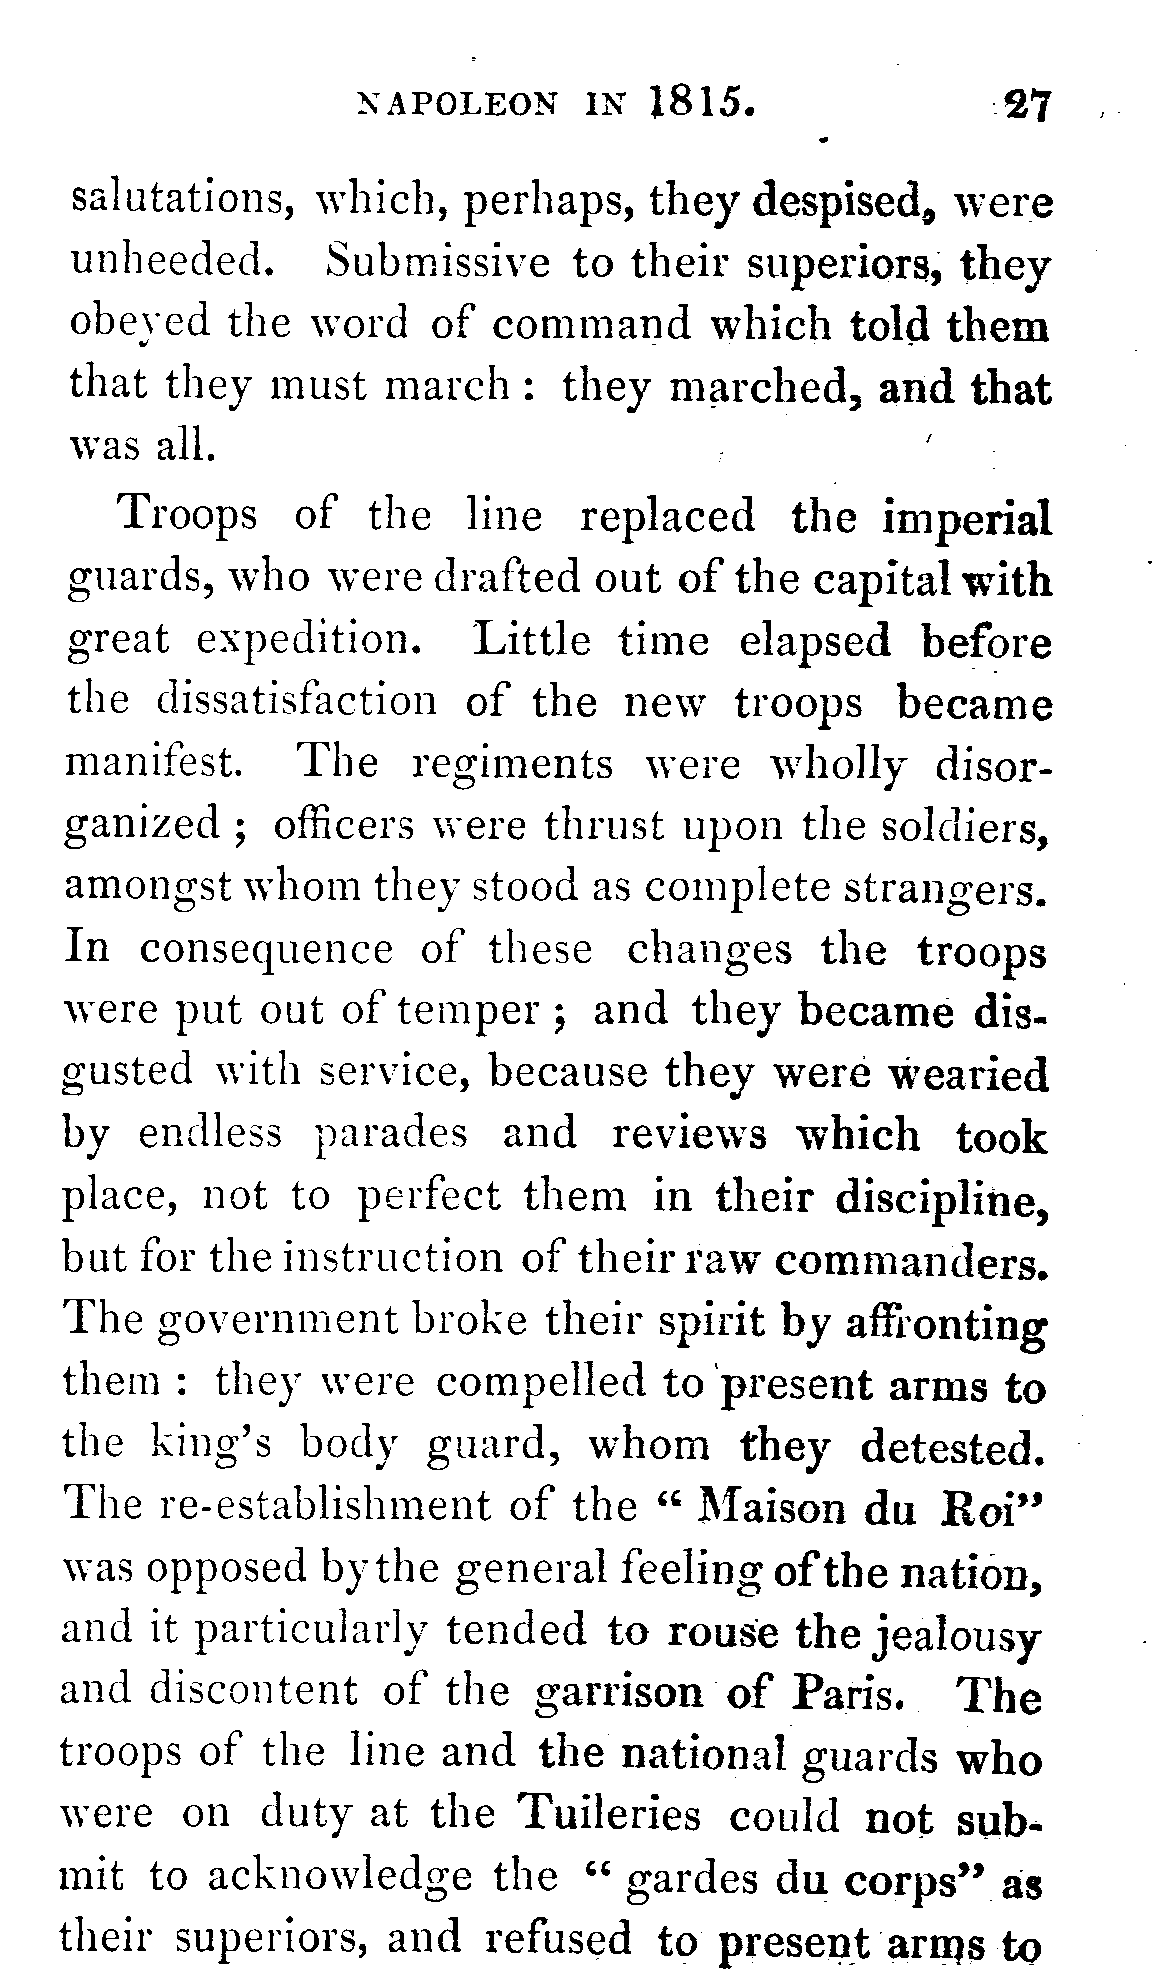 NAPOLEON IN 1815. 27
salutations, which, perhaps, they despised, were
unheeded. Submissive to their superiors, they
obeyed the word of command which told them
that they must march : they marched, and that
was all.
Troops of the line replaced the imperial
guards, who were drafted out of the capital with
great expedition. Little time elapsed before
the dissatisfaction of the new troops became
manifest. The regiments were wholly disor-
ganized ; officers were thrust upon the soldiers,
amongst whom they stood as complete strangers.
In consequence of these changes the troops
were put out of temper ; and they became dis-
gusted with service, because they were wearied
by endless parades and reviews which took
place, not to perfect them in their discipline,
but for the instruction of their raw commanders.
The government broke their spirit by affronting
them : they were compelled to present arms to
the king's body guard, whom they detested.
The re-establishment of the “ Maison du Roi”
was opposed by the general feeling of the nation,
and it particularly tended to rouse the jealousy
and discontent of the garrison of Paris. The
troops of the line and the national guards who
were on duty at the Tuileries could not sub-
mit to acknowledge the “ gardes du corps” as
their superiors, and refused to present arms to